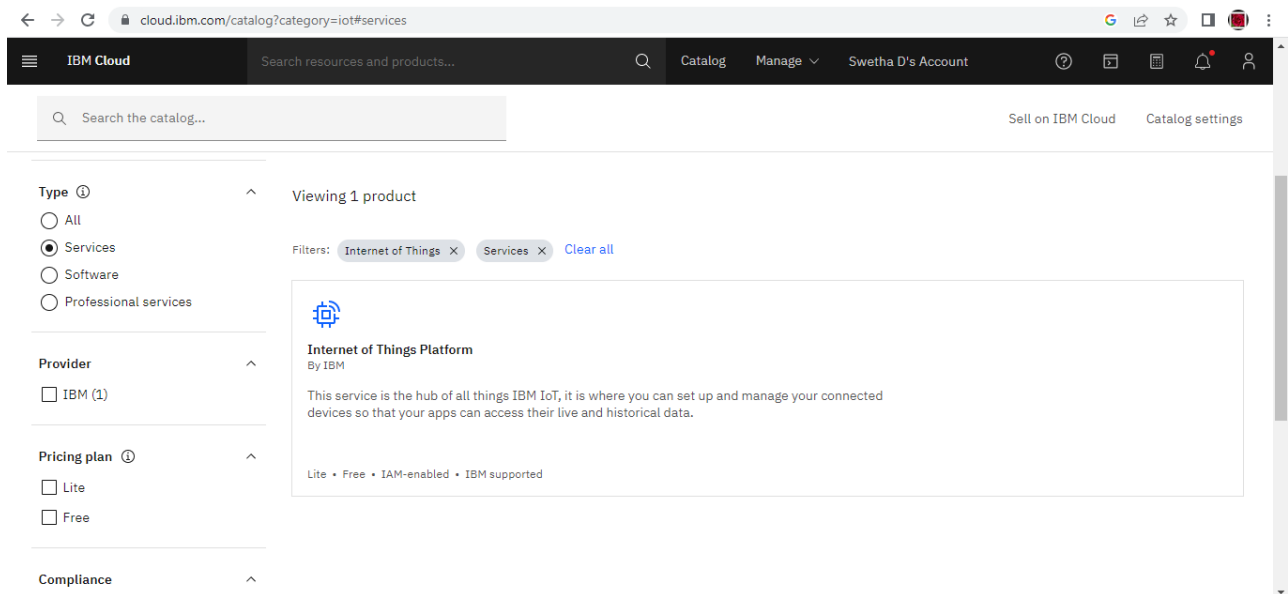 cloud.ibm.com/catalog?category=iot#services
IBM Cloud
Search resources and products...
Catalog
Manage
Swetha D's Account
Search the catalog...
Sell on IBM Cloud
Catalog settings
Type
All
Services
Software
Professional services
Provider
IBM (1)
Pricing plan
Lite
Free
Compliance
Viewing 1 product
Filters: Internet of Things × Services × Clear all
Internet of Things Platform
By IBM
This service is the hub of all things IBM IoT, it is where you can set up and manage your connected
devices so that your apps can access their live and historical data.
Lite • Free • IAM-enabled • IBM supported